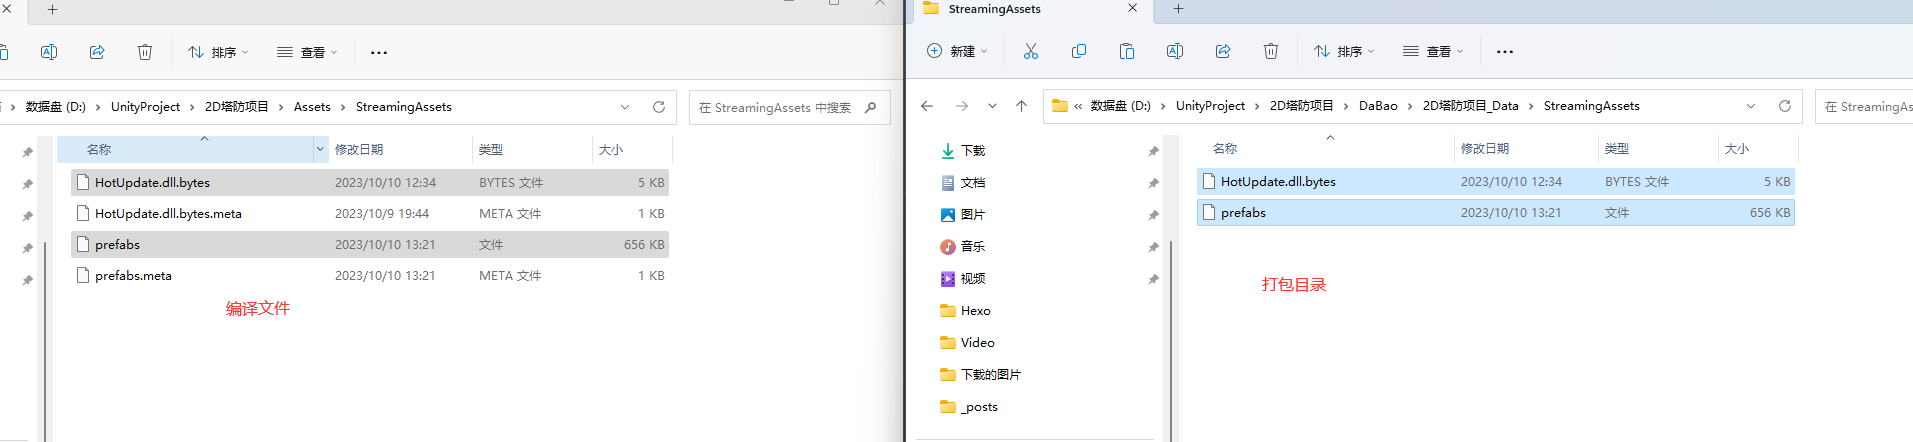 排序
查看
数据盘 (D:) > UnityProject > 2D塔防项目 > Assets > StreamingAssets
在 StreamingAssets 中搜索
名称 修改日期 类型 大小
HotUpdate.dll.bytes 2023/10/10 12:34 BYTES 文件 5 KB
HotUpdate.dll.bytes.meta 2023/10/9 19:44 META 文件 1 KB
prefabs 2023/10/10 13:21 文件 656 KB
prefabs.meta 2023/10/10 13:21 META 文件 1 KB
编译文件
StreamingAssets
新建
排序
查看
« 数据盘 (D:) > UnityProject > 2D塔防项目 > DaBao > 2D塔防项目_Data > StreamingAssets
在 StreamingAs
下载
文档
图片
音乐
视频
Hexo
Video
下载的图片
_posts
名称 修改日期 类型 大小
HotUpdate.dll.bytes 2023/10/10 12:34 BYTES 文件 5 KB
prefabs 2023/10/10 13:21 文件 656 KB
打包目录